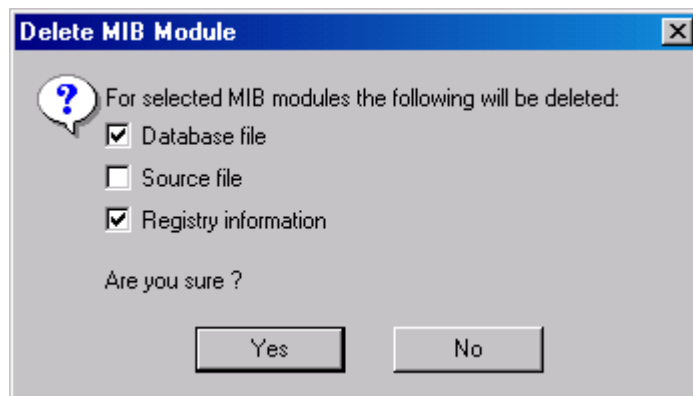 Delete MIB Module
For selected MIB modules the following will be deleted:
Database file
Source file
Registry information
Are you sure ?
Yes
No